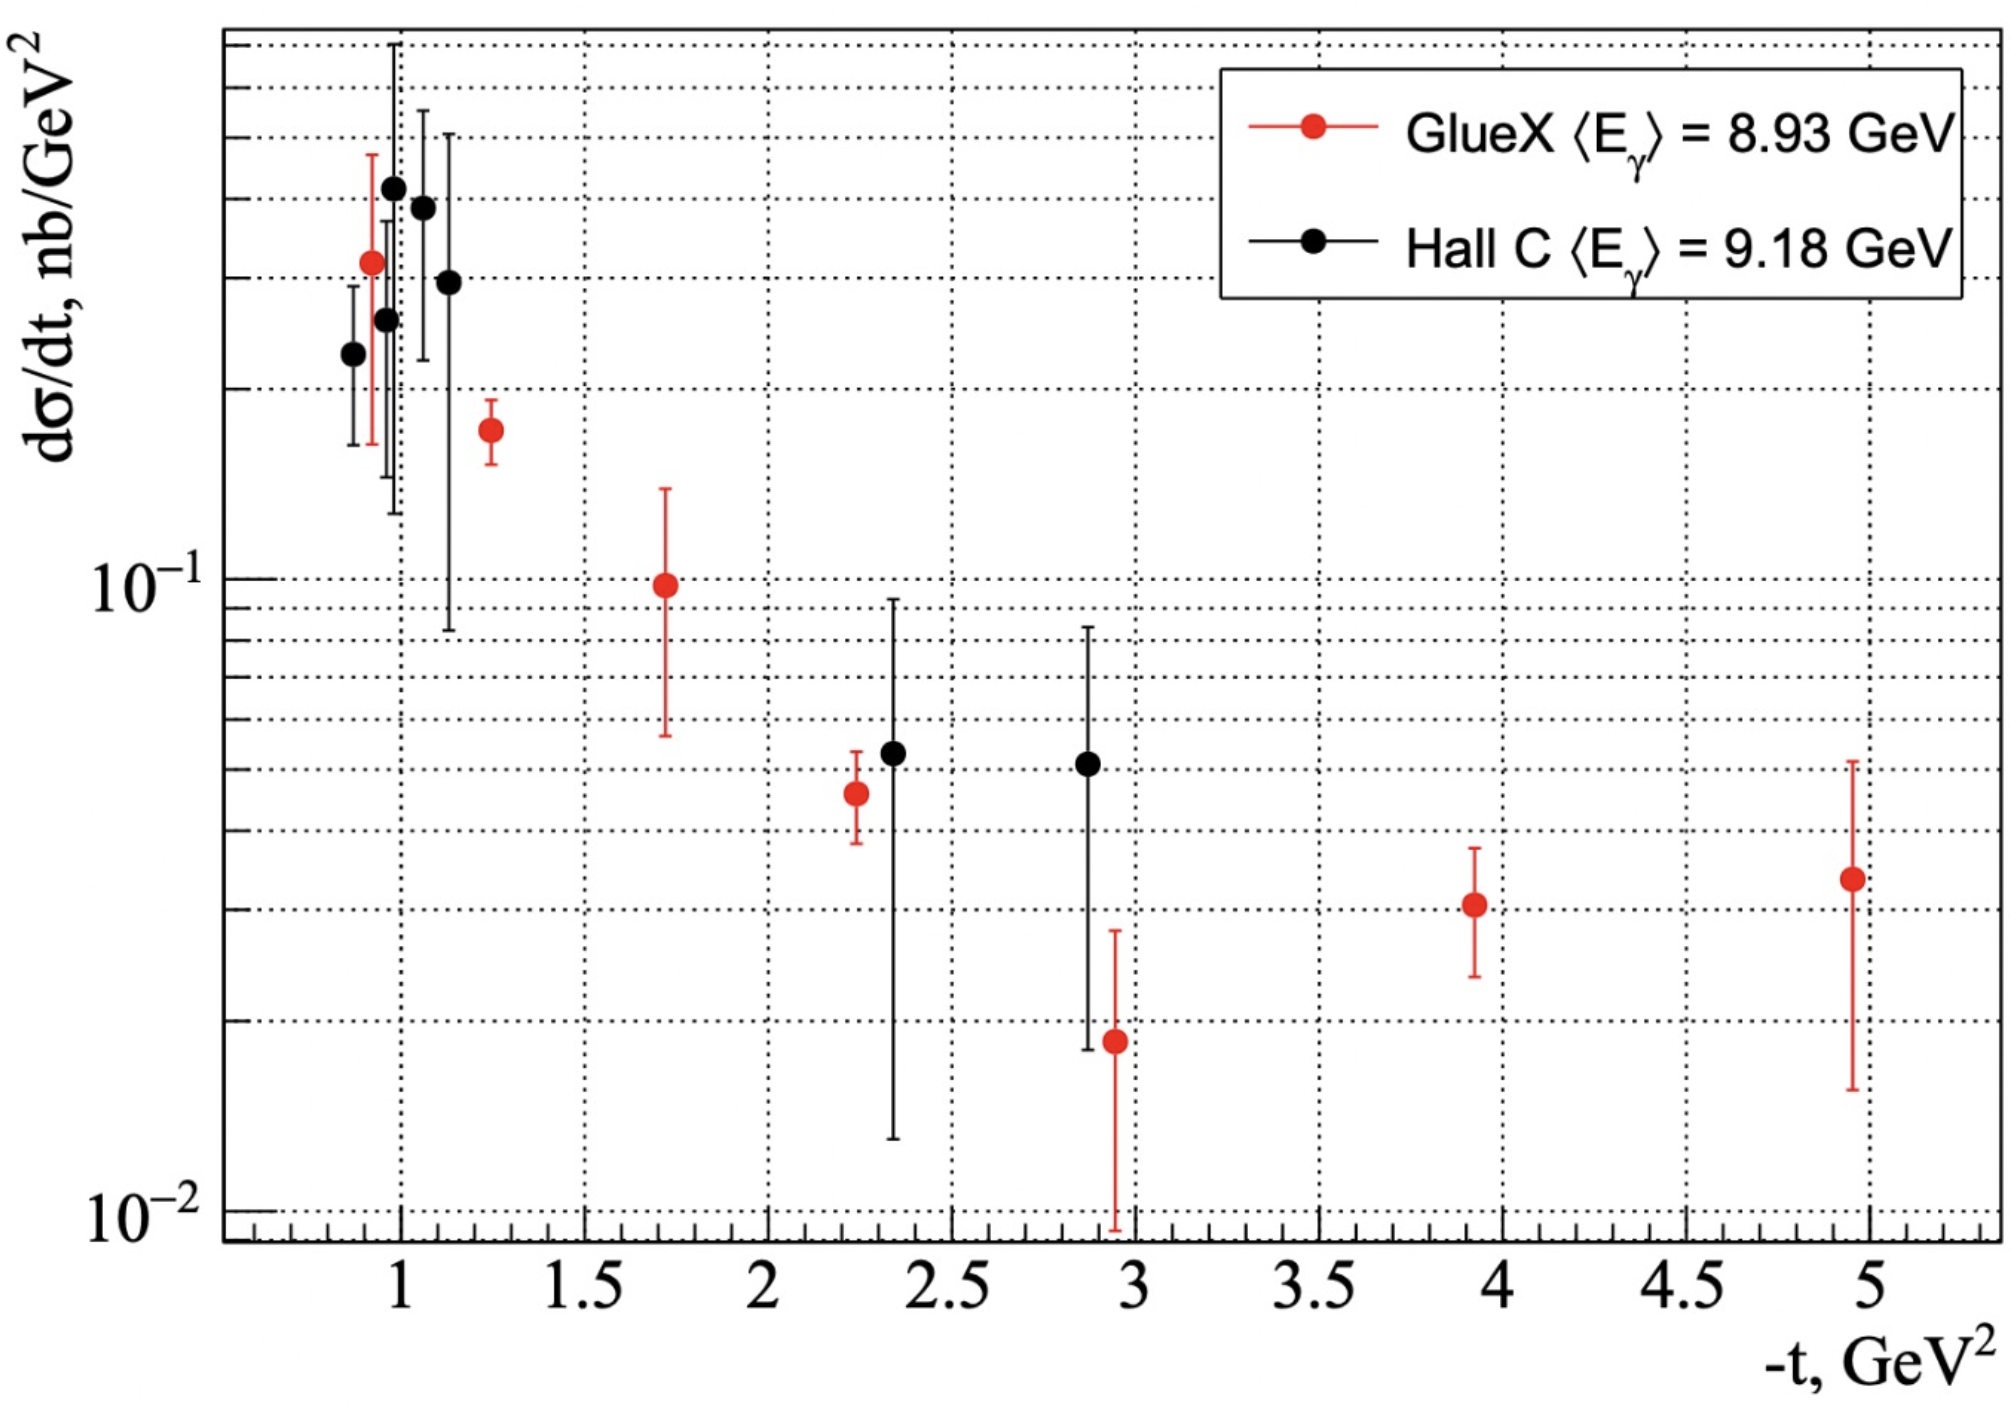 dσ/dt, nb/GeV²
GlueX ⟨E_γ⟩ = 8.93 GeV
Hall C ⟨E_γ⟩ = 9.18 GeV
10⁻¹
10⁻²
1 1.5 2 2.5 3 3.5 4 4.5 5
-t, GeV²